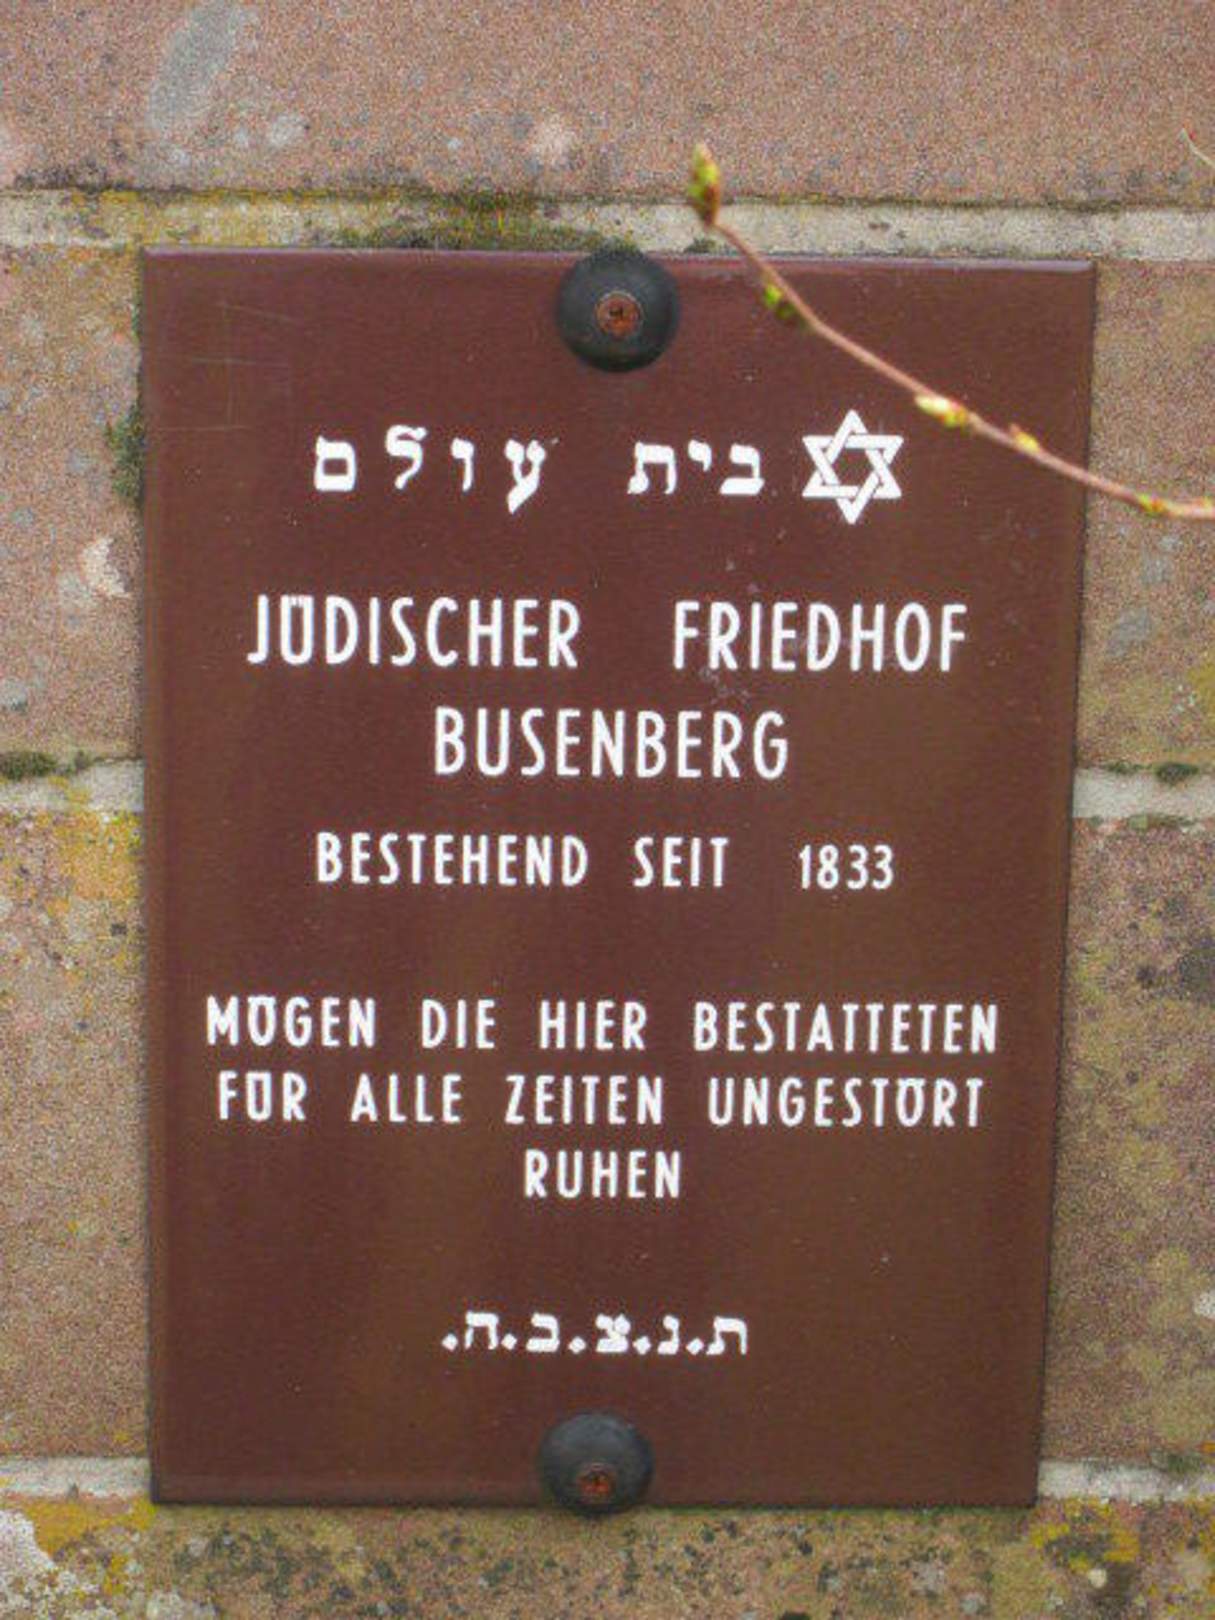 בית עולם
JÜDISCHER FRIEDHOF
BUSENBERG
BESTEHEND SEIT 1833
MÖGEN DIE HIER BESTATTETEN
FÜR ALLE ZEITEN UNGESTÖRT
RUHEN
ת.נ.צ.ב.ה.